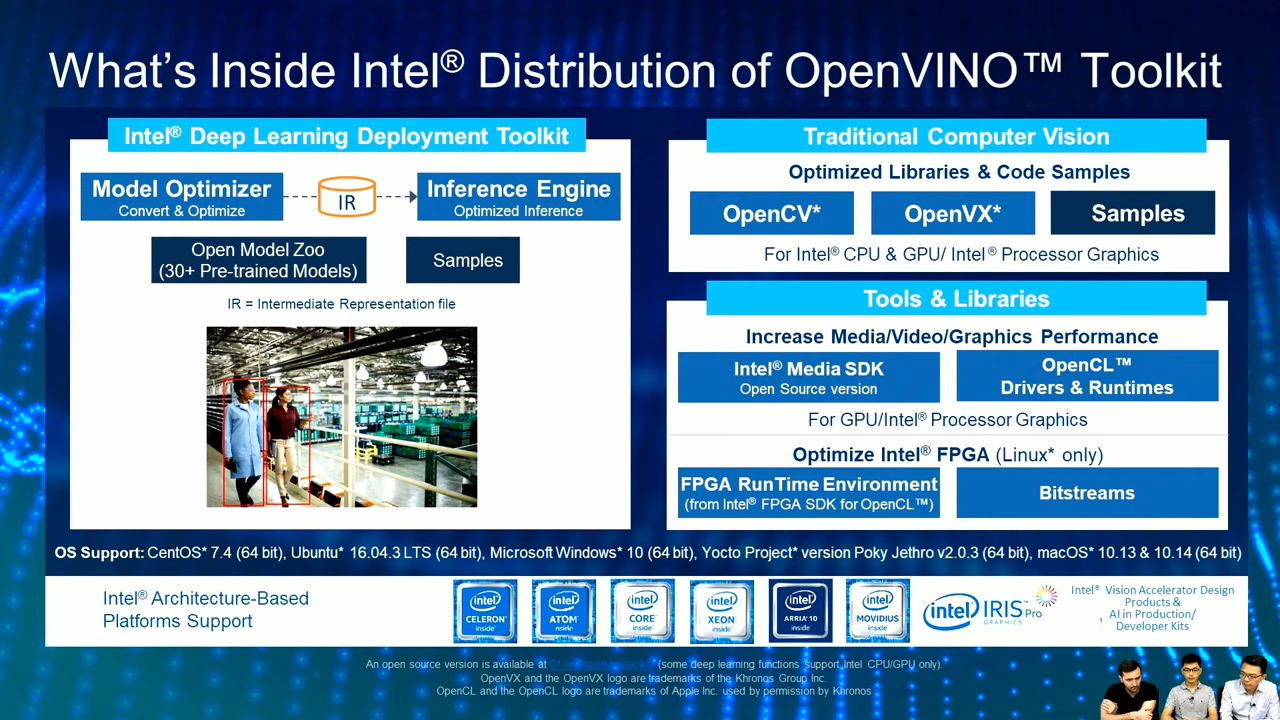 What's Inside Intel® Distribution of OpenVINO™ Toolkit
Intel® Deep Learning Deployment Toolkit
Model Optimizer
Convert & Optimize
IR
Inference Engine
Optimized Inference
Open Model Zoo
(30+ Pre-trained Models)
Samples
IR = Intermediate Representation file
Traditional Computer Vision
Optimized Libraries & Code Samples
OpenCV*
OpenVX*
Samples
For Intel® CPU & GPU/ Intel® Processor Graphics
Tools & Libraries
Increase Media/Video/Graphics Performance
Intel® Media SDK
Open Source version
OpenCL™
Drivers & Runtimes
For GPU/Intel® Processor Graphics
Optimize Intel® FPGA (Linux* only)
FPGA RunTime Environment
(from Intel® FPGA SDK for OpenCL™)
Bitstreams
OS Support: CentOS* 7.4 (64 bit), Ubuntu* 16.04.3 LTS (64 bit), Microsoft Windows* 10 (64 bit), Yocto Project* version Poky Jethro v2.0.3 (64 bit), macOS* 10.13 & 10.14 (64 bit)
Intel® Architecture-Based
Platforms Support
intel CELERON inside
intel ATOM inside
intel CORE inside
intel XEON inside
intel ARRIA 10 inside
intel MOVIDIUS inside
intel IRIS™ Pro
GRAPHICS
Intel® Vision Accelerator Design
Products &
AI in Production/
Developer Kits
An open source version is available at (some deep learning functions support Intel CPU/GPU only).
OpenVX and the OpenVX logo are trademarks of the Khronos Group Inc.
OpenCL and the OpenCL logo are trademarks of Apple Inc. used by permission by Khronos